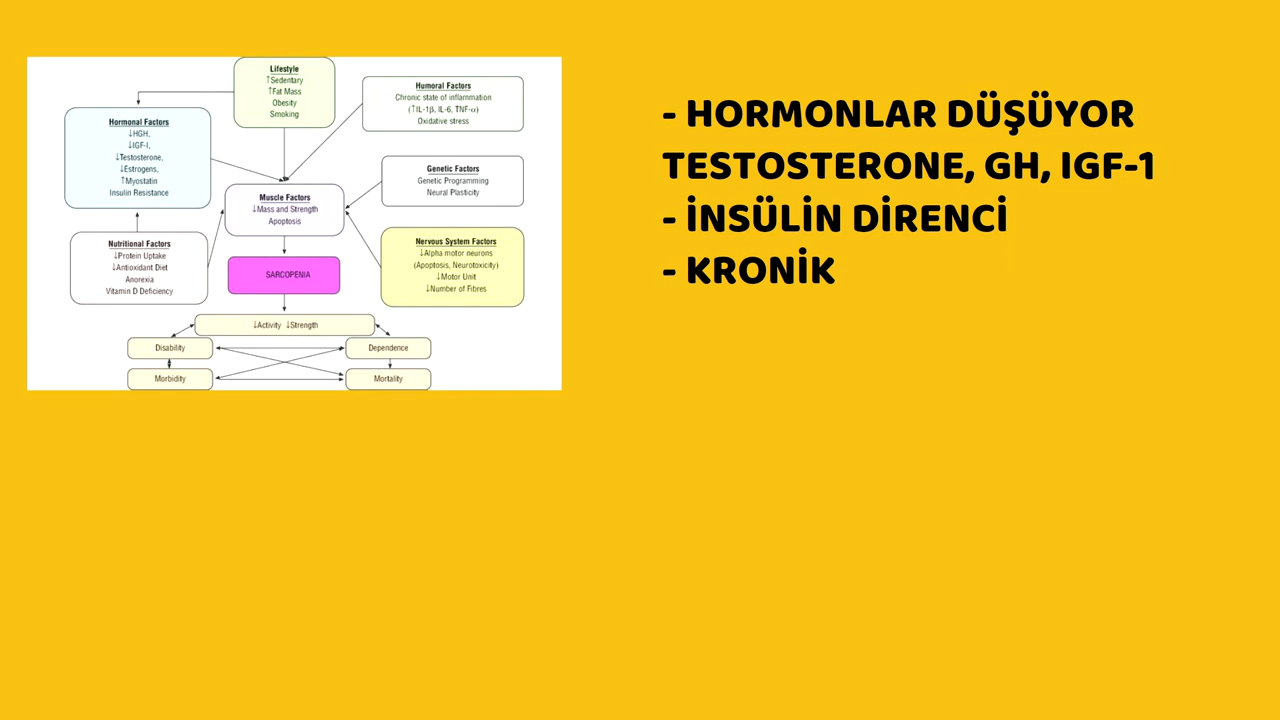 Lifestyle
↑Sedentary
↑Fat Mass
Obesity
Smoking
Humoral Factors
Chronic state of inflammation
(↑IL-1β, IL-6, TNF-α)
Oxidative stress
Hormonal Factors
↓HGH,
↓IGF-I,
↓Testosterone,
↓Estrogens,
↑Myostatin
Insulin Resistance
Genetic Factors
Genetic Programming
Neural Plasticity
Muscle Factors
↓Mass and Strength
Apoptosis
Nutritional Factors
↓Protein Uptake
↓Antioxidant Diet
Anorexia
Vitamin D Deficiency
Nervous System Factors
↓Alpha motor neurons
(Apoptosis, Neurotoxicity)
↓Motor Unit
↓Number of Fibres
SARCOPENIA
↓Activity ↓Strength
Disability
Dependence
Morbidity
Mortality
- HORMONLAR DÜŞÜYOR
TESTOSTERONE, GH, IGF-1
- İNSÜLİN DİRENCİ
- KRONİK